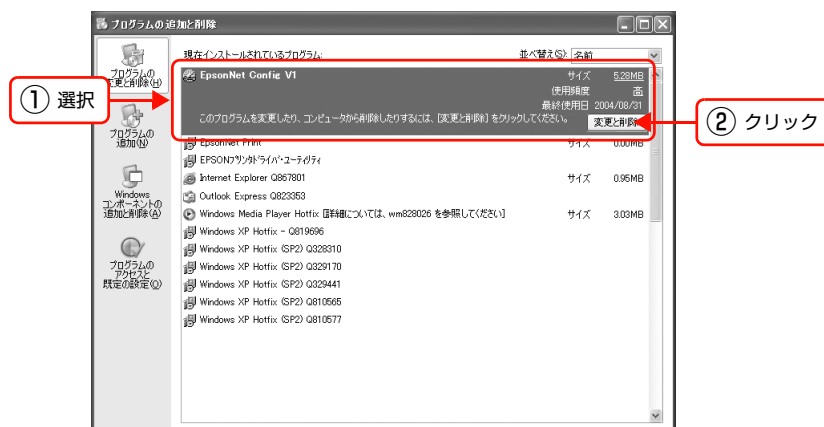 プログラムの追加と削除
現在インストールされているプログラム:
並べ替え(S): 名前
プログラムの
変更と削除(H)
プログラムの
追加(N)
Windows
コンポーネントの
追加と削除(A)
プログラムの
アクセスと
既定の設定(O)
① 選択
EpsonNet Config V1
サイズ 5.28MB
使用頻度 高
最終使用日 2004/08/31
このプログラムを変更したり、コンピュータから削除したりするには、[変更と削除] をクリックしてください。
変更と削除
② クリック
EpsonNet Print サイズ 0.00MB
EPSONプリンタドライバ・ユーティリティ
Internet Explorer Q867801 サイズ 0.95MB
Outlook Express Q823353
Windows Media Player Hotfix [詳細については、wm828026 を参照してください] サイズ 3.03MB
Windows XP Hotfix - Q819696
Windows XP Hotfix (SP2) Q328310
Windows XP Hotfix (SP2) Q329170
Windows XP Hotfix (SP2) Q329441
Windows XP Hotfix (SP2) Q810565
Windows XP Hotfix (SP2) Q810577